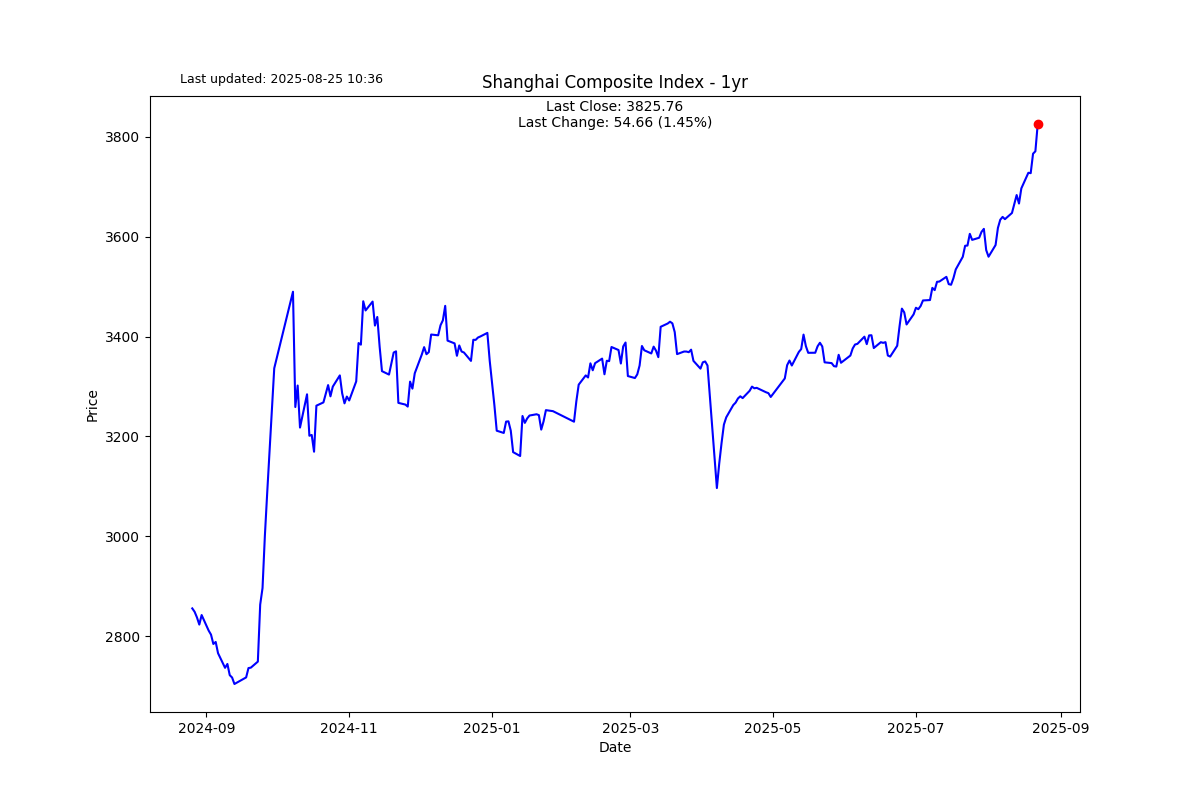 Last updated: 2025-08-25 10:36
Shanghai Composite Index - 1yr
Last Close: 3825.76
Last Change: 54.66 (1.45%)
3800
3600
3400
3200
3000
2800
Price
2024-09
2024-11
2025-01
2025-03
2025-05
2025-07
2025-09
Date